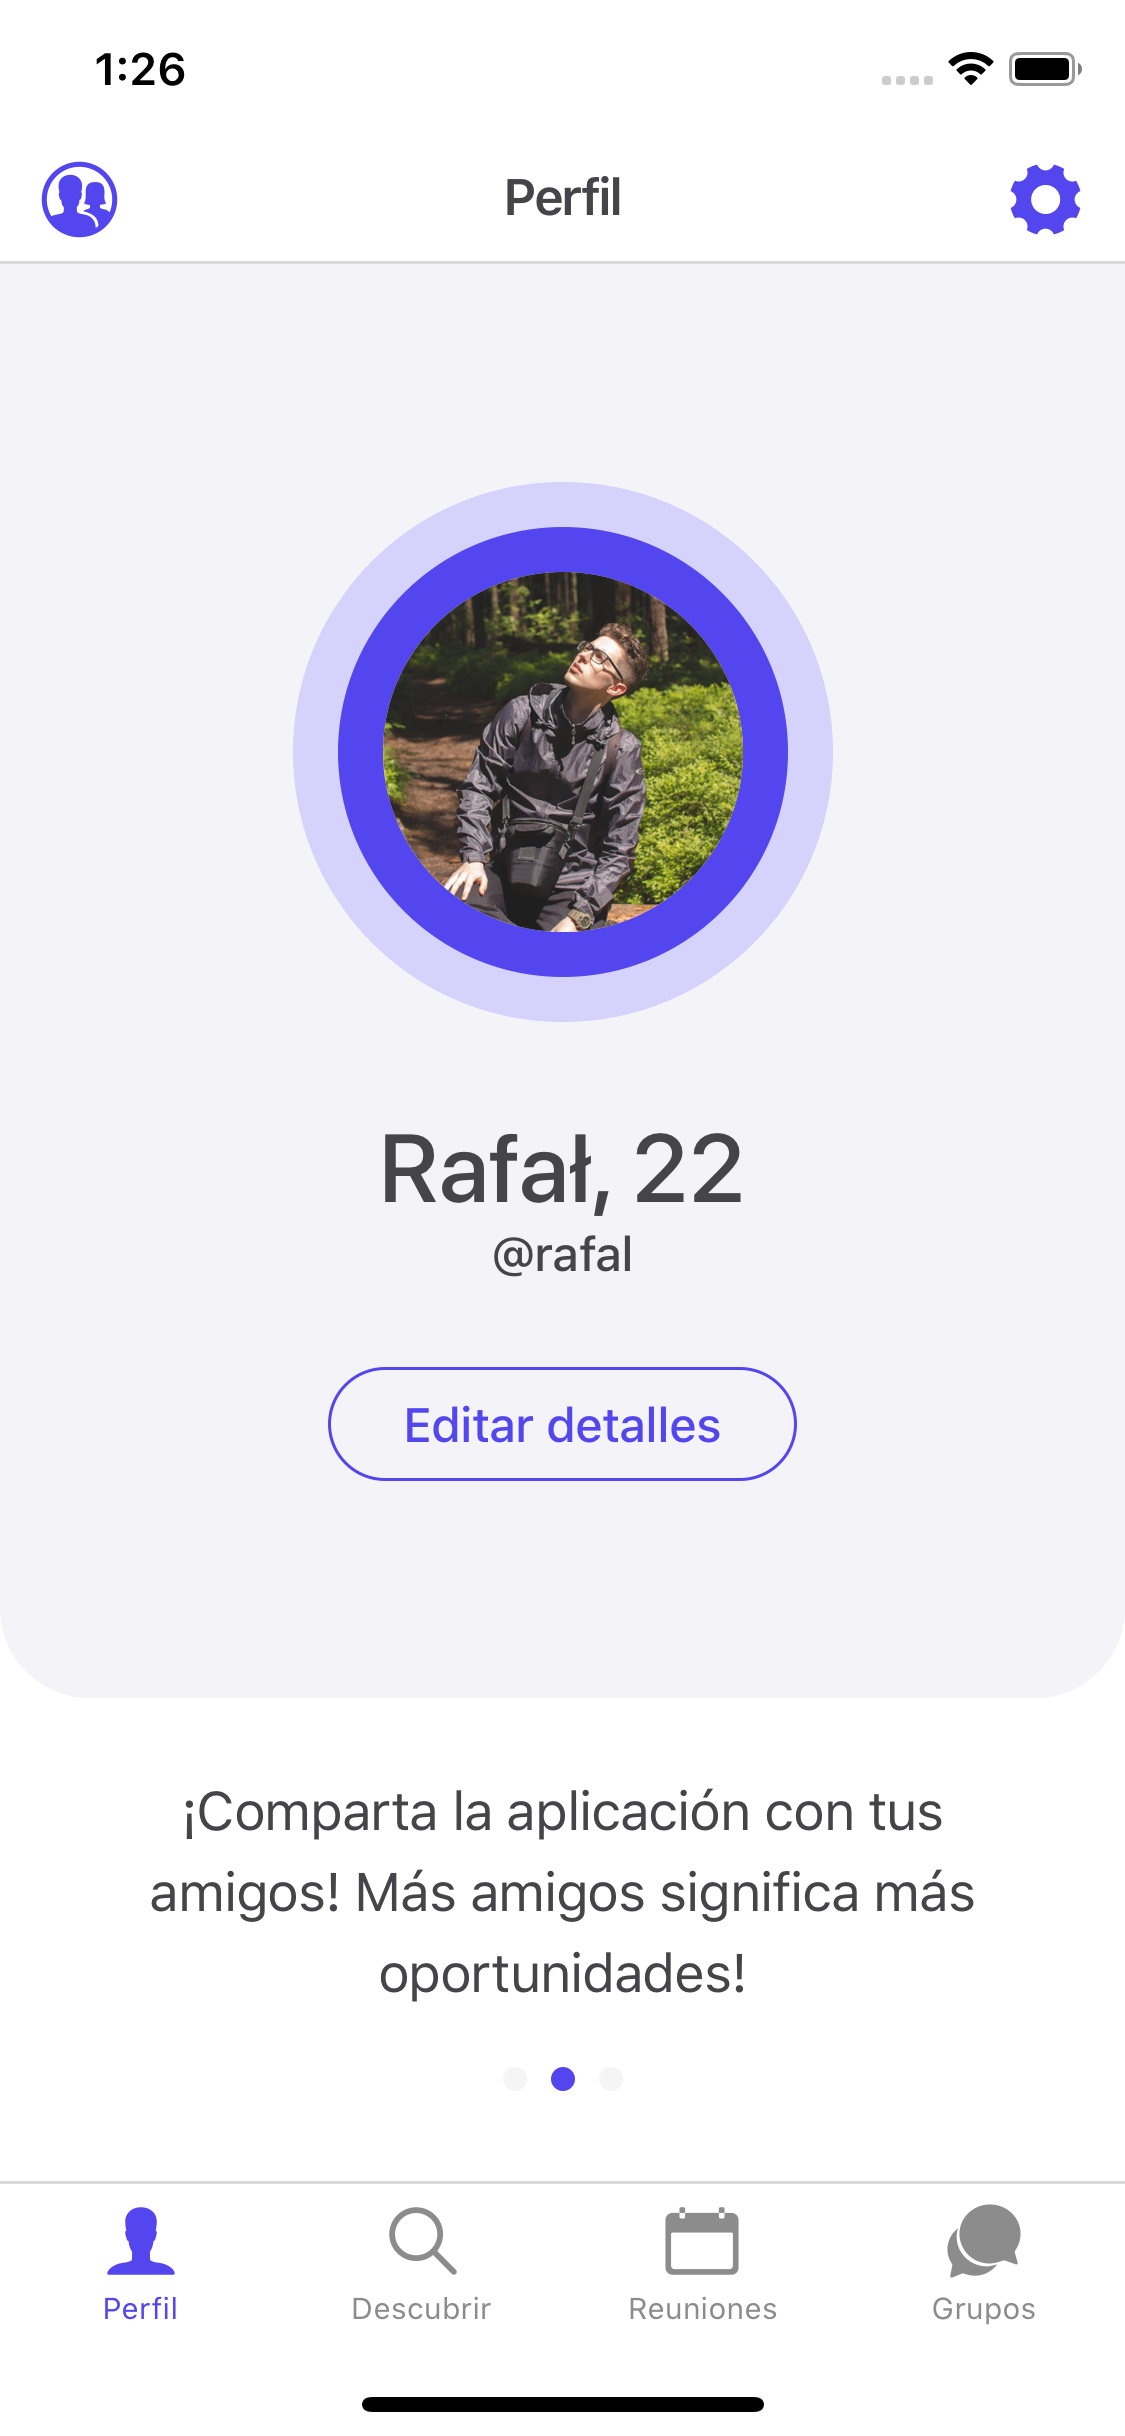 1:26
Perfil
Rafał, 22
@rafal
Editar detalles
¡Comparta la aplicación con tus
amigos! Más amigos significa más
oportunidades!
Perfil
Descubrir
Reuniones
Grupos